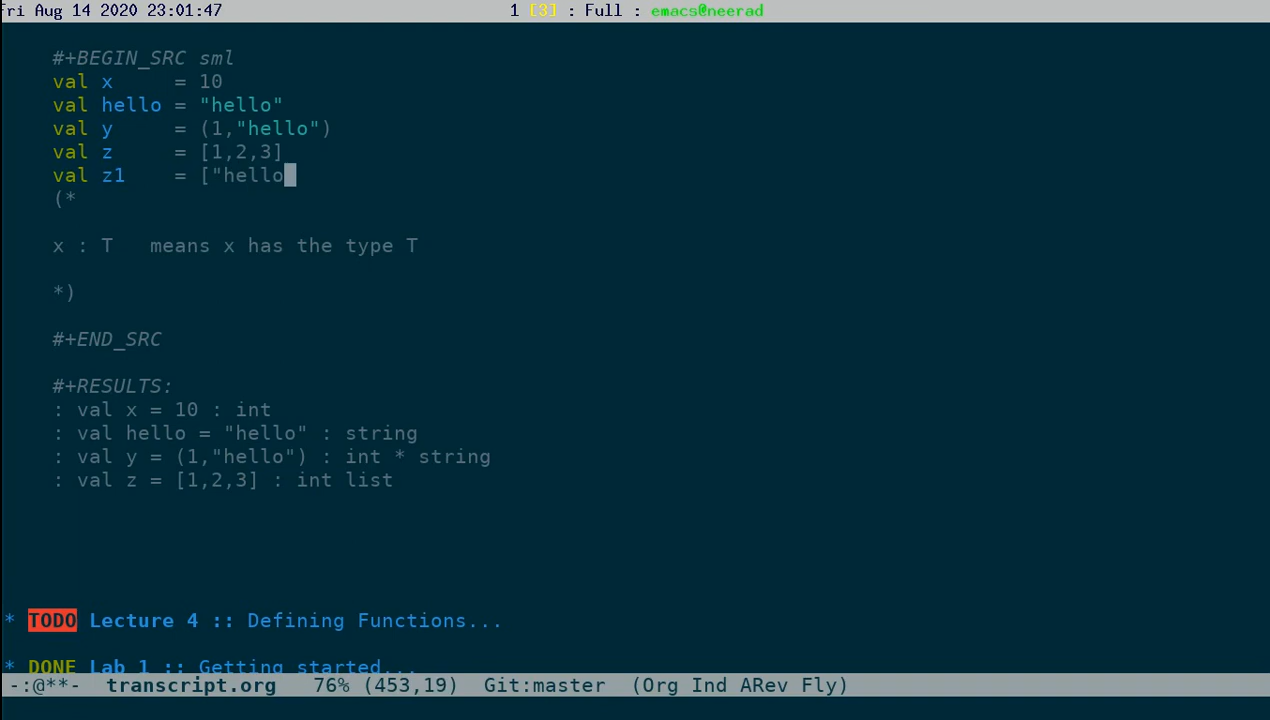 Fri Aug 14 2020 23:01:47 1 [3] : Full : emacs@neerad
#+BEGIN_SRC sml
val x = 10
val hello = "hello"
val y = (1,"hello")
val z = [1,2,3]
val z1 = ["hello
(*
x : T means x has the type T
*)
#+END_SRC
#+RESULTS:
: val x = 10 : int
: val hello = "hello" : string
: val y = (1,"hello") : int * string
: val z = [1,2,3] : int list
* TODO Lecture 4 :: Defining Functions...
* DONE Lab 1 :: Getting started...
-:@**- transcript.org 76% (453,19) Git:master (Org Ind ARev Fly)